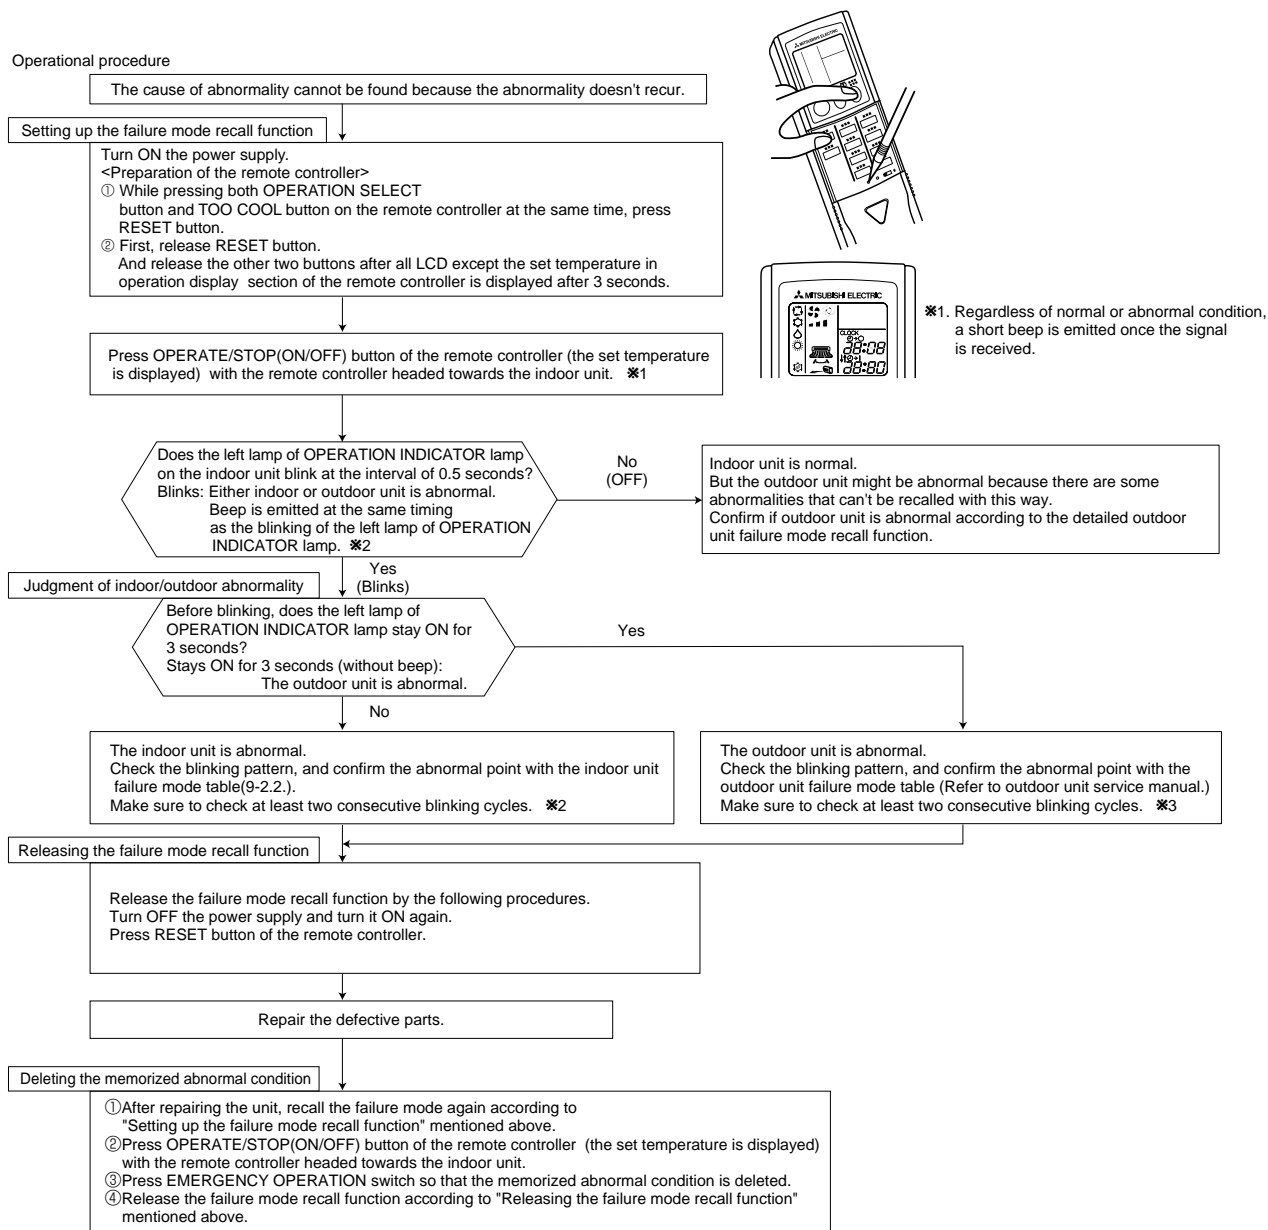 Operational procedure
The cause of abnormality cannot be found because the abnormality doesn't recur.
Setting up the failure mode recall function
Turn ON the power supply.
<Preparation of the remote controller>
① While pressing both OPERATION SELECT
button and TOO COOL button on the remote controller at the same time, press
RESET button.
② First, release RESET button.
And release the other two buttons after all LCD except the set temperature in
operation display section of the remote controller is displayed after 3 seconds.
MITSUBISHI ELECTRIC
MITSUBISHI ELECTRIC
CLOCK
28:08
28:80
※1. Regardless of normal or abnormal condition,
a short beep is emitted once the signal
is received.
Press OPERATE/STOP(ON/OFF) button of the remote controller (the set temperature
is displayed) with the remote controller headed towards the indoor unit. ※1
Does the left lamp of OPERATION INDICATOR lamp
on the indoor unit blink at the interval of 0.5 seconds?
Blinks: Either indoor or outdoor unit is abnormal.
Beep is emitted at the same timing
as the blinking of the left lamp of OPERATION
INDICATOR lamp. ※2
No
(OFF)
Indoor unit is normal.
But the outdoor unit might be abnormal because there are some
abnormalities that can't be recalled with this way.
Confirm if outdoor unit is abnormal according to the detailed outdoor
unit failure mode recall function.
Yes
(Blinks)
Judgment of indoor/outdoor abnormality
Before blinking, does the left lamp of
OPERATION INDICATOR lamp stay ON for
3 seconds?
Stays ON for 3 seconds (without beep):
The outdoor unit is abnormal.
Yes
No
The indoor unit is abnormal.
Check the blinking pattern, and confirm the abnormal point with the indoor unit
failure mode table(9-2.2.).
Make sure to check at least two consecutive blinking cycles. ※2
The outdoor unit is abnormal.
Check the blinking pattern, and confirm the abnormal point with the
outdoor unit failure mode table (Refer to outdoor unit service manual.)
Make sure to check at least two consecutive blinking cycles. ※3
Releasing the failure mode recall function
Release the failure mode recall function by the following procedures.
Turn OFF the power supply and turn it ON again.
Press RESET button of the remote controller.
Repair the defective parts.
Deleting the memorized abnormal condition
①After repairing the unit, recall the failure mode again according to
"Setting up the failure mode recall function" mentioned above.
②Press OPERATE/STOP(ON/OFF) button of the remote controller (the set temperature is displayed)
with the remote controller headed towards the indoor unit.
③Press EMERGENCY OPERATION switch so that the memorized abnormal condition is deleted.
④Release the failure mode recall function according to "Releasing the failure mode recall function"
mentioned above.